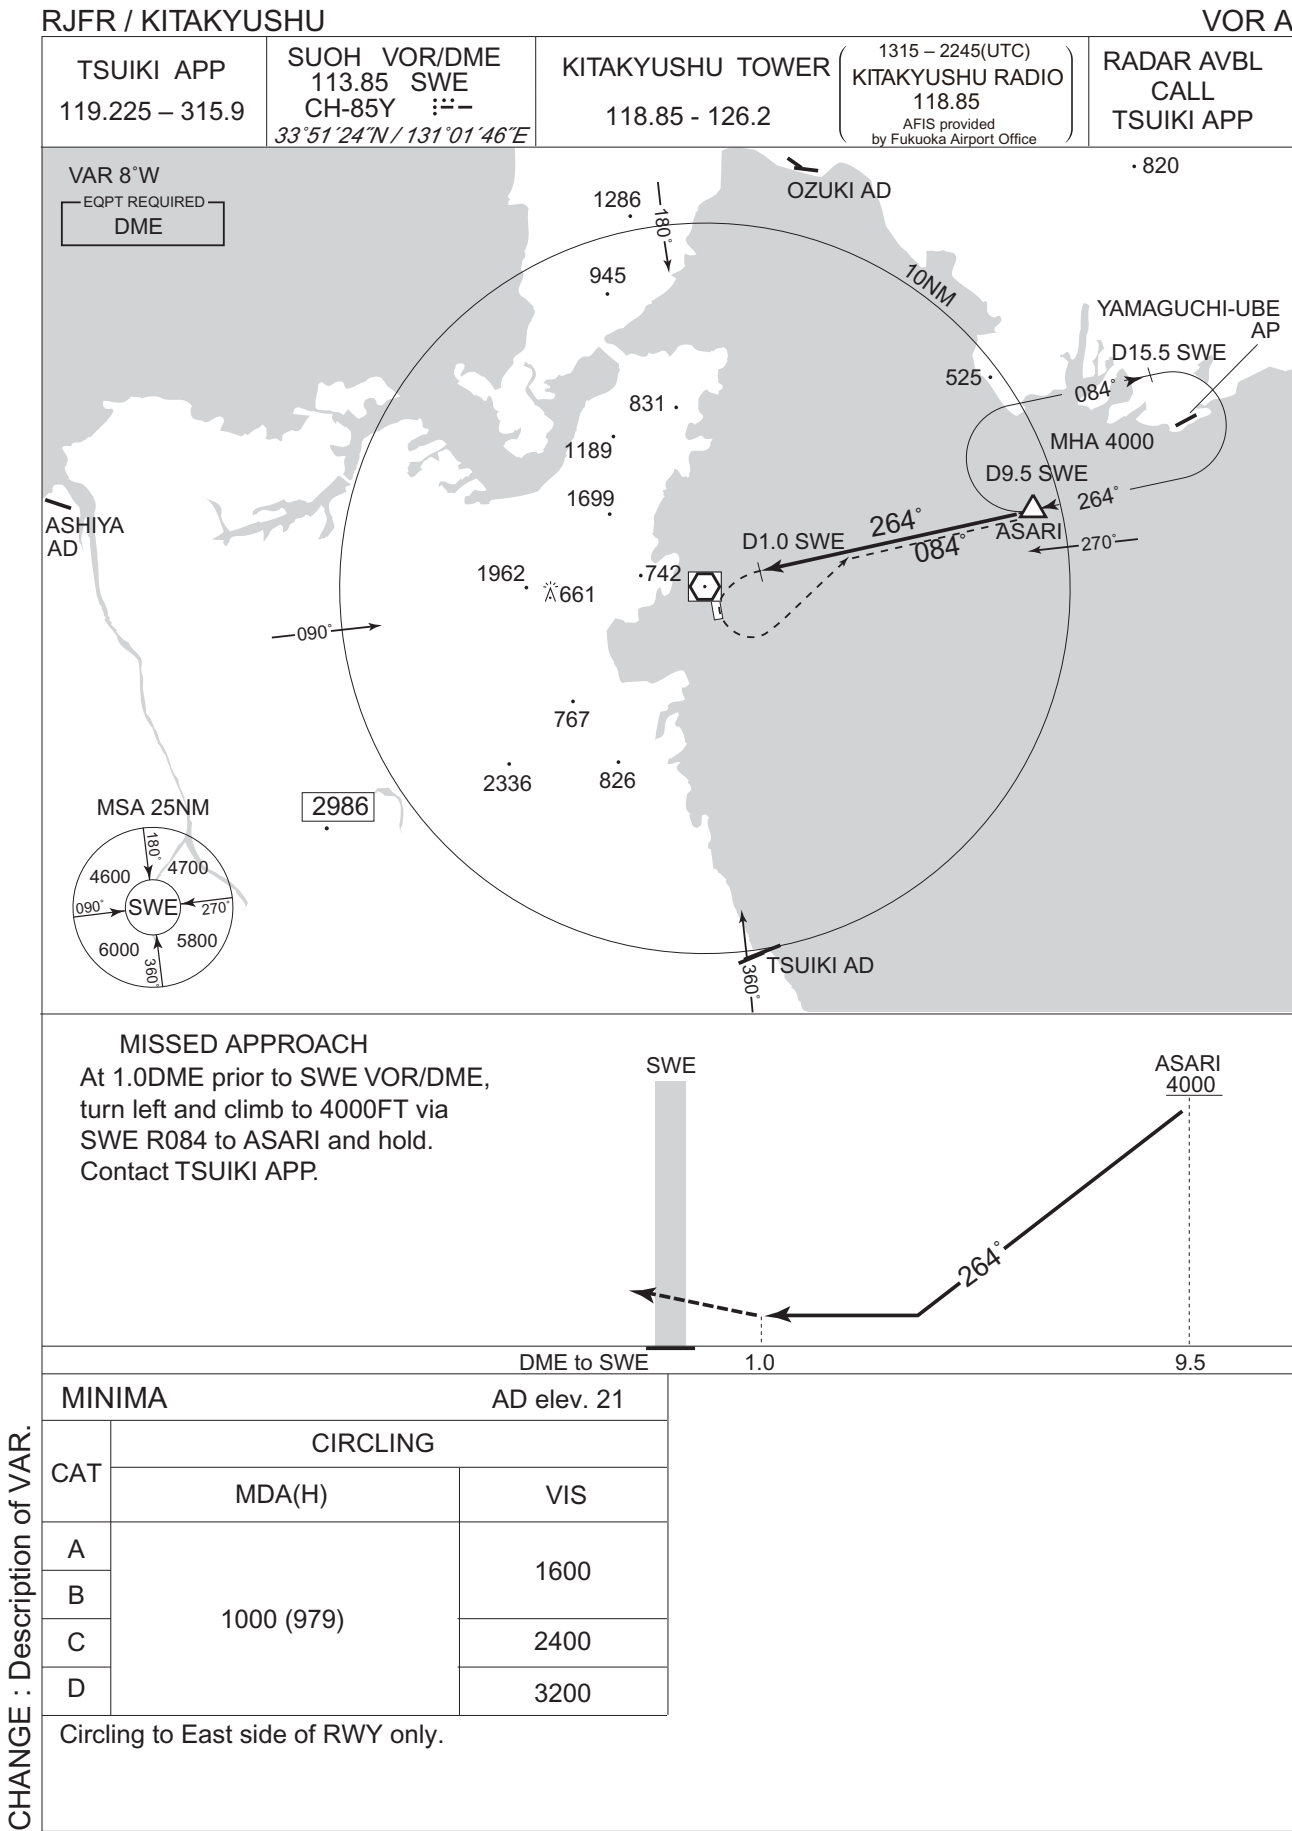 RJFR / KITAKYUSHU
VOR A
TSUIKI APP
119.225 – 315.9
SUOH VOR/DME
113.85 SWE
CH-85Y
33°51´24˝N / 131°01´46˝E
KITAKYUSHU TOWER
118.85 - 126.2
1315 – 2245(UTC)
KITAKYUSHU RADIO
118.85
AFIS provided
by Fukuoka Airport Office
RADAR AVBL
CALL
TSUIKI APP
VAR 8°W
EQPT REQUIRED
DME
820
OZUKI AD
1286
180°
945
10NM
YAMAGUCHI-UBE
AP
D15.5 SWE
525
084°
831
MHA 4000
1189
D9.5 SWE
1699
264°
ASHIYA
AD
264°
ASARI
D1.0 SWE
084°
270°
1962
661
742
090°
767
2336
826
2986
MSA 25NM
180°
4600
4700
090°
SWE
270°
6000
5800
360°
TSUIKI AD
360°
MISSED APPROACH
At 1.0DME prior to SWE VOR/DME,
turn left and climb to 4000FT via
SWE R084 to ASARI and hold.
Contact TSUIKI APP.
SWE
ASARI
4000
264°
DME to SWE
1.0
9.5
MINIMA
AD elev. 21
CAT
CIRCLING
MDA(H)
VIS
A
B
C
D
1000 (979)
1600
2400
3200
Circling to East side of RWY only.
CHANGE : Description of VAR.